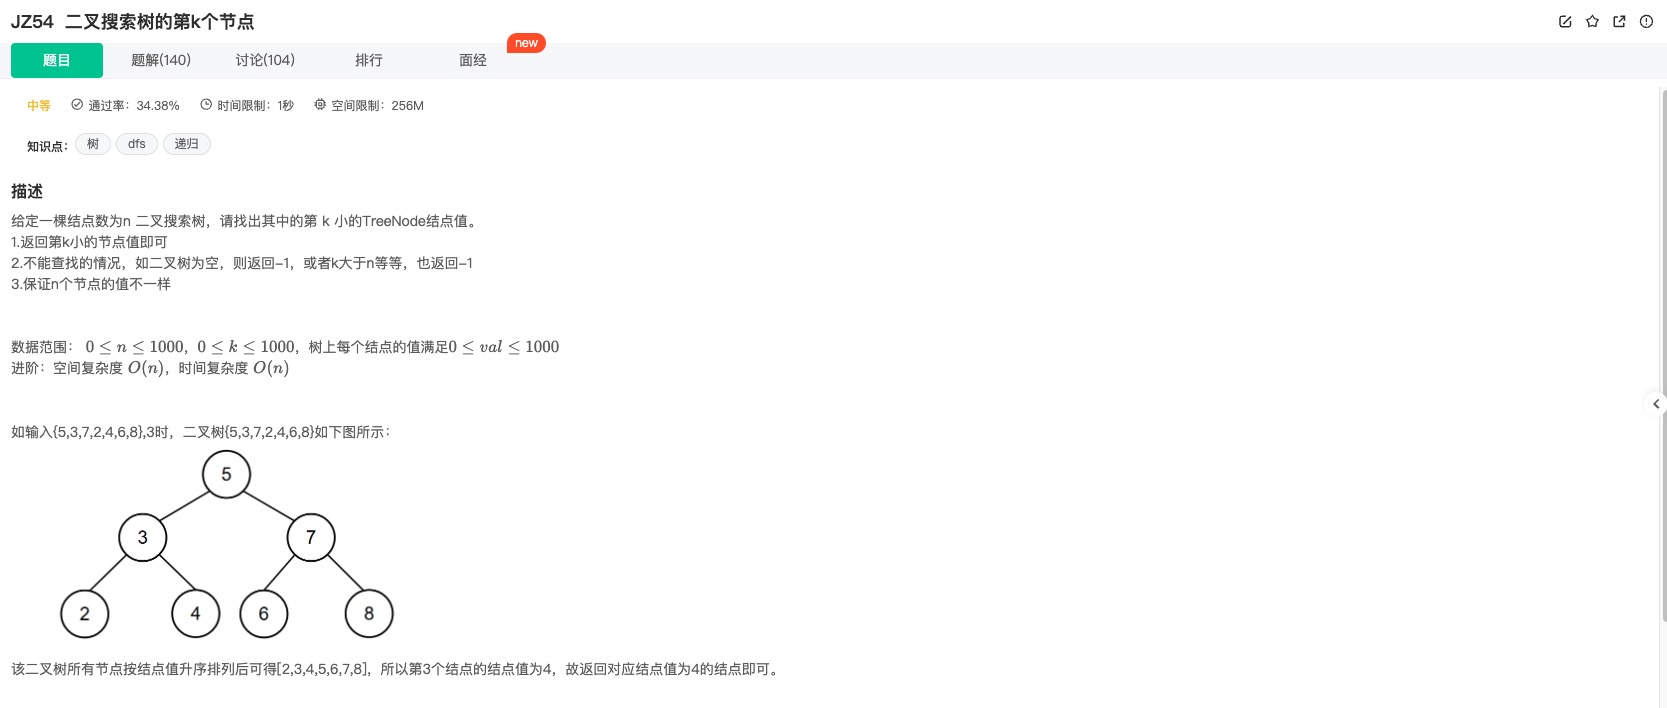 JZ54 二叉搜索树的第k个节点
题目 题解(140) 讨论(104) 排行 面经 new
中等 通过率：34.38% 时间限制：1秒 空间限制：256M
知识点： 树 dfs 递归
描述
给定一棵结点数为n 二叉搜索树，请找出其中的第 k 小的TreeNode结点值。
1.返回第k小的节点值即可
2.不能查找的情况，如二叉树为空，则返回-1，或者k大于n等等，也返回-1
3.保证n个节点的值不一样
数据范围： 0 ≤ n ≤ 1000，0 ≤ k ≤ 1000，树上每个结点的值满足0 ≤ val ≤ 1000
进阶：空间复杂度 O(n)，时间复杂度 O(n)
如输入{5,3,7,2,4,6,8},3时，二叉树{5,3,7,2,4,6,8}如下图所示：
5
3 7
2 4 6 8
该二叉树所有节点按结点值升序排列后可得[2,3,4,5,6,7,8]，所以第3个结点的结点值为4，故返回对应结点值为4的结点即可。